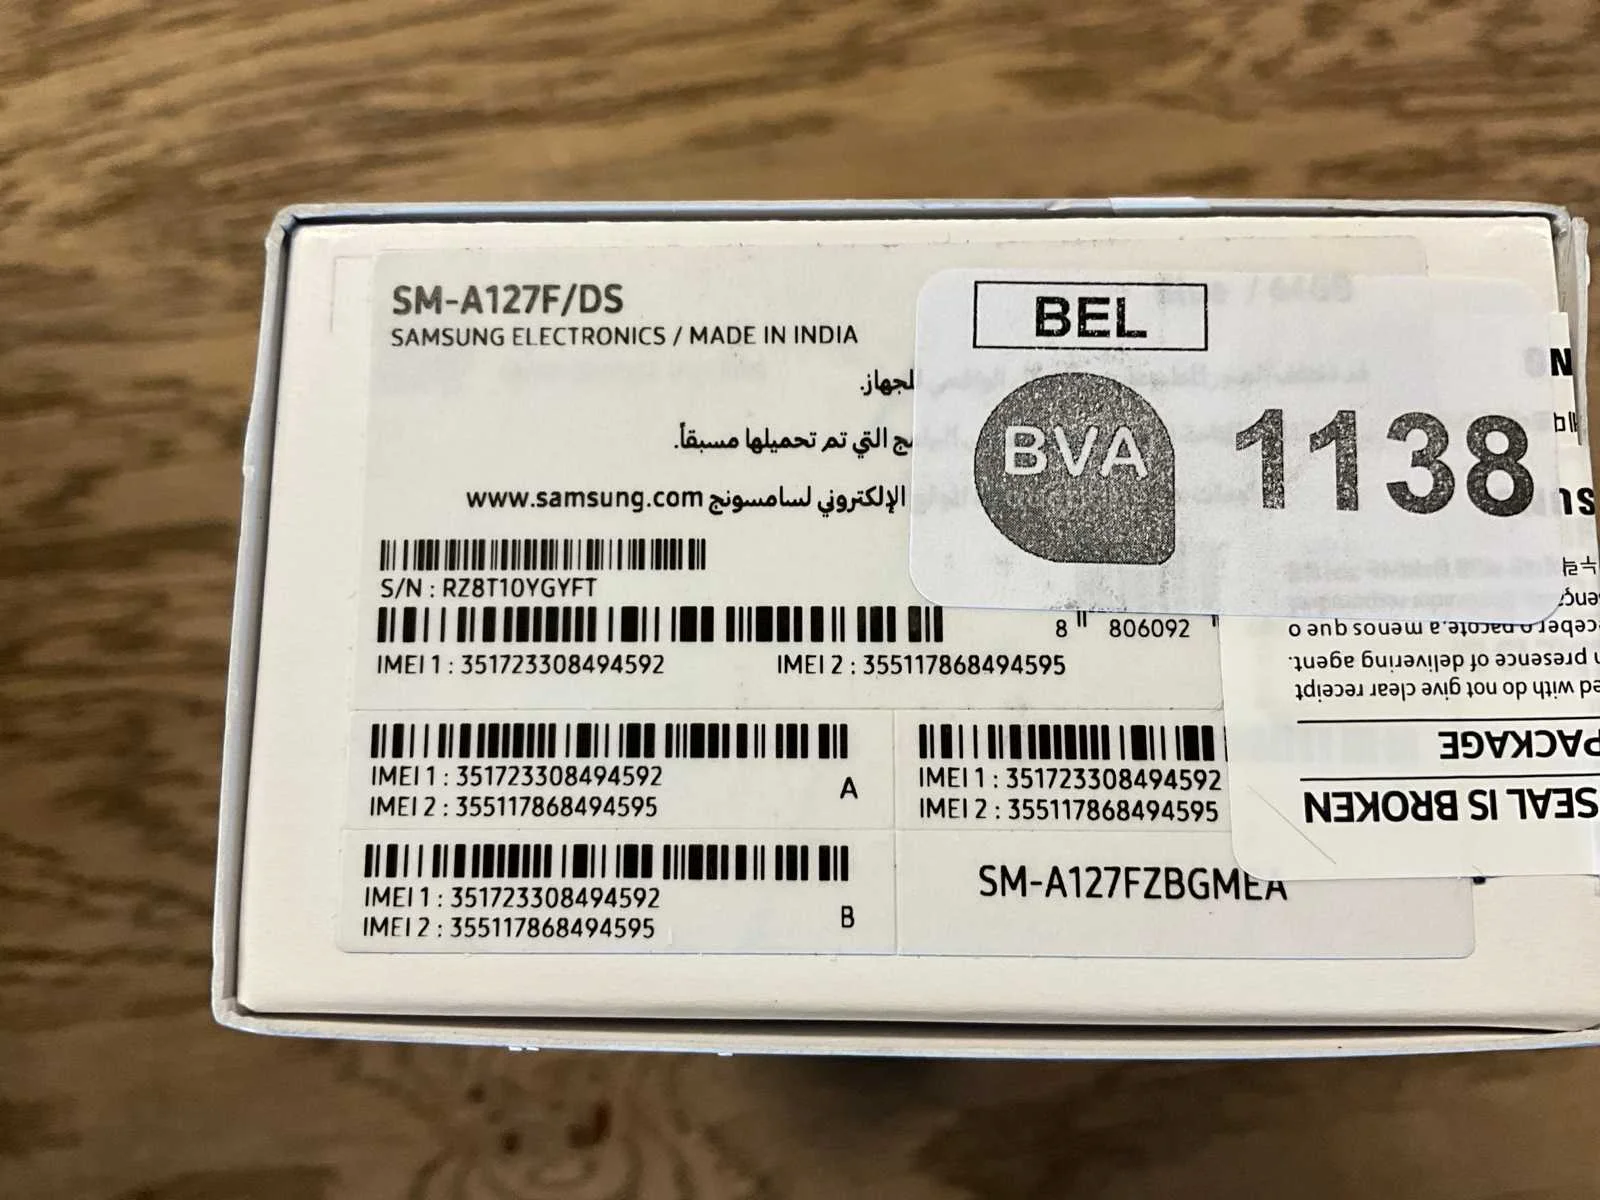 SM-A127F/DS
SAMSUNG ELECTRONICS / MADE IN INDIA
للجهاز.
التي تم تحميلها مسبقاً.
الإلكتروني لسامسونج www.samsung.com
S/N : RZ8T10YGYFT
8 806092
IMEI 1 : 351723308494592 IMEI 2 : 355117868494595
IMEI 1 : 351723308494592
IMEI 2 : 355117868494595
A
IMEI 1 : 351723308494592
IMEI 2 : 355117868494595
IMEI 1 : 351723308494592
IMEI 2 : 355117868494595
B
SM-A127FZBGMEA
BEL
BVA
1138
SEAL IS BROKEN
PACKAGE
with do not give clear receipt
presence of delivering agent.
pacote, a menos que o